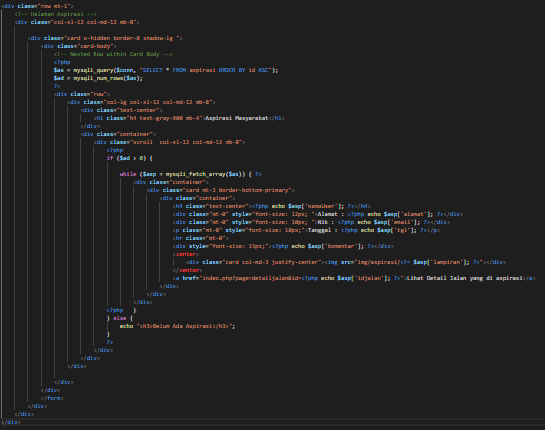 <div class="row mt-1">
<!-- Halaman Aspirasi -->
<div class="col-xl-12 col-md-12 mb-8">
<div class="card o-hidden border-0 shadow-lg ">
<div class="card-body">
<!-- Nested Row within Card Body -->
<?php
$as = mysqli_query($conn, "SELECT * FROM aspirasi ORDER BY id ASC");
$ad = mysqli_num_rows($as);
?>
<div class="row">
<div class="col-lg col-xl-12 col-md-12 mb-8">
<div class="text-center">
<h1 class="h4 text-gray-900 mb-4">Aspirasi Masyarakat</h1>
</div>
<div class="container">
<div class="scroll  col-xl-12 col-md-12 mb-8">
<?php
if ($ad > 0) {
while ($asp = mysqli_fetch_array($as)) { ?>
<div class="container">
<div class="card mt-2 border-bottom-primary">
<div class="container">
<h4 class="text-center"><?php echo $asp['namaUser']; ?></h4>
<div class="mt-0" style="font-size: 12px; ">Alamat : <?php echo $asp['alamat']; ?></div>
<div class="mt-0" style="font-size: 10px; ">Nik : <?php echo $asp['email']; ?></div>
<p class="mt-0" style="font-size: 10px;">Tanggal : <?php echo $asp['tgl']; ?></p>
<hr class="mt-0">
<div style="font-size: 15px;"><?php echo $asp['komentar']; ?></div>
<center>
<div class="card col-md-3 justify-center"><img src="img/aspirasi/<?= $asp['lampiran']; ?>"></div>
</center>
<a href="index.php?page=detailjalan&id=<?php echo $asp['idjalan']; ?>">Lihat Detail Jalan yang di aspirasi</a>
</div>
</div>
</div>
<?php   }
} else {
echo "<h3>Belum Ada Aspirasi</h3>";
}
?>
</div>
</div>
</div>
</div>
</div>
</form>
</div>
</div>
</div>